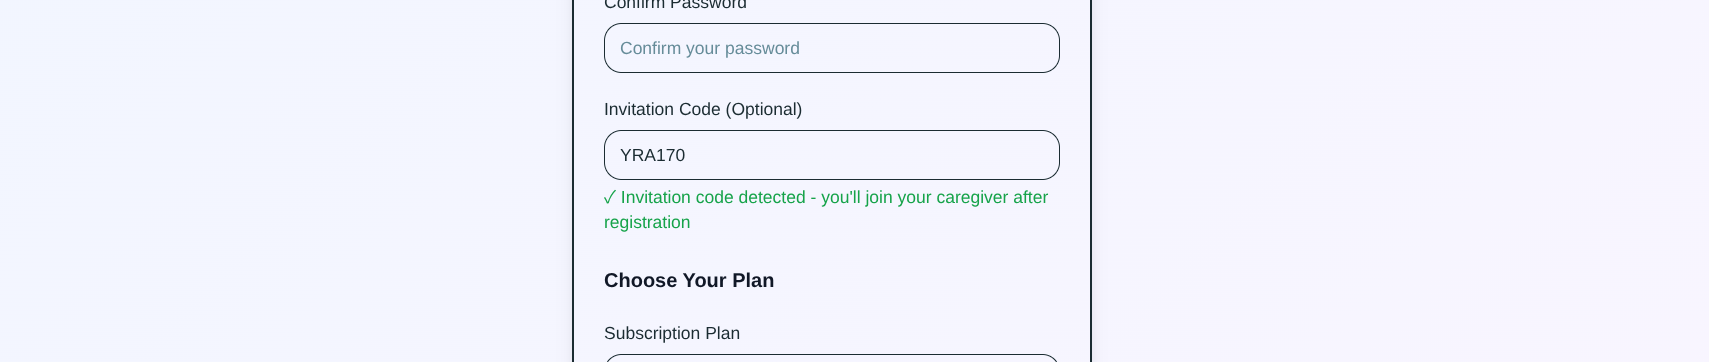 Confirm Password
Confirm your password
Invitation Code (Optional)
YRA170
✓ Invitation code detected - you'll join your caregiver after
registration
Choose Your Plan
Subscription Plan